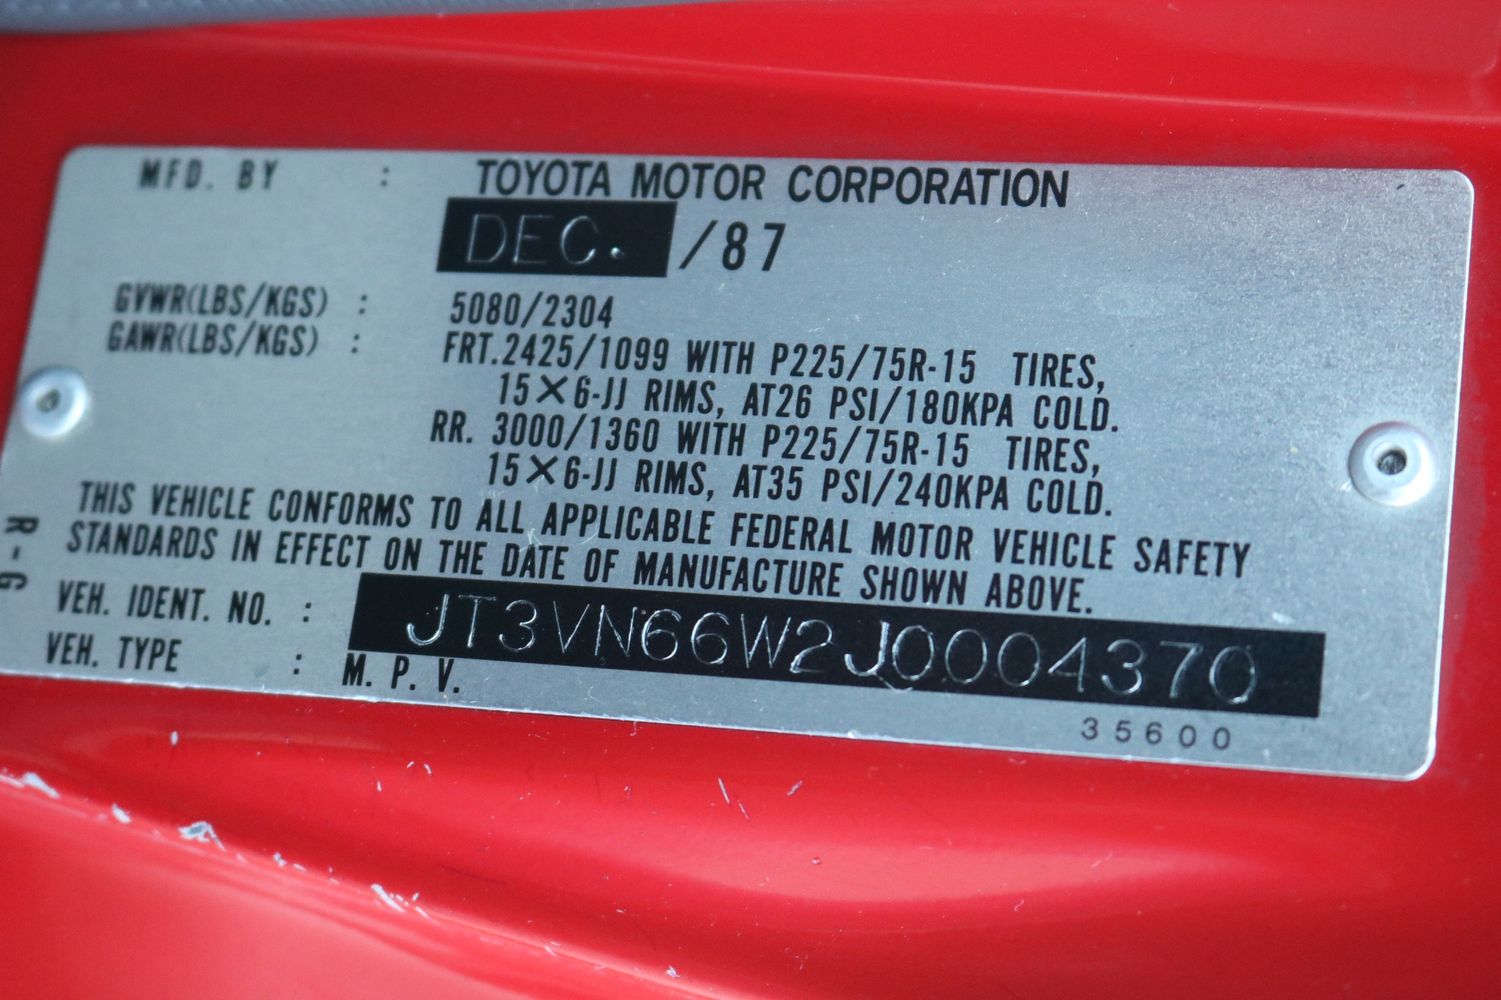 MFD. BY : TOYOTA MOTOR CORPORATION
DEC. /87
GVWR(LBS/KGS) : 5080/2304
GAWR(LBS/KGS) : FRT.2425/1099 WITH P225/75R-15 TIRES,
15×6-JJ RIMS, AT26 PSI/180KPA COLD.
RR. 3000/1360 WITH P225/75R-15 TIRES,
15×6-JJ RIMS, AT35 PSI/240KPA COLD.
THIS VEHICLE CONFORMS TO ALL APPLICABLE FEDERAL MOTOR VEHICLE SAFETY
STANDARDS IN EFFECT ON THE DATE OF MANUFACTURE SHOWN ABOVE.
VEH. IDENT. NO. : JT3VN66W2J0004370
VEH. TYPE : M. P. V.
35600
R-G